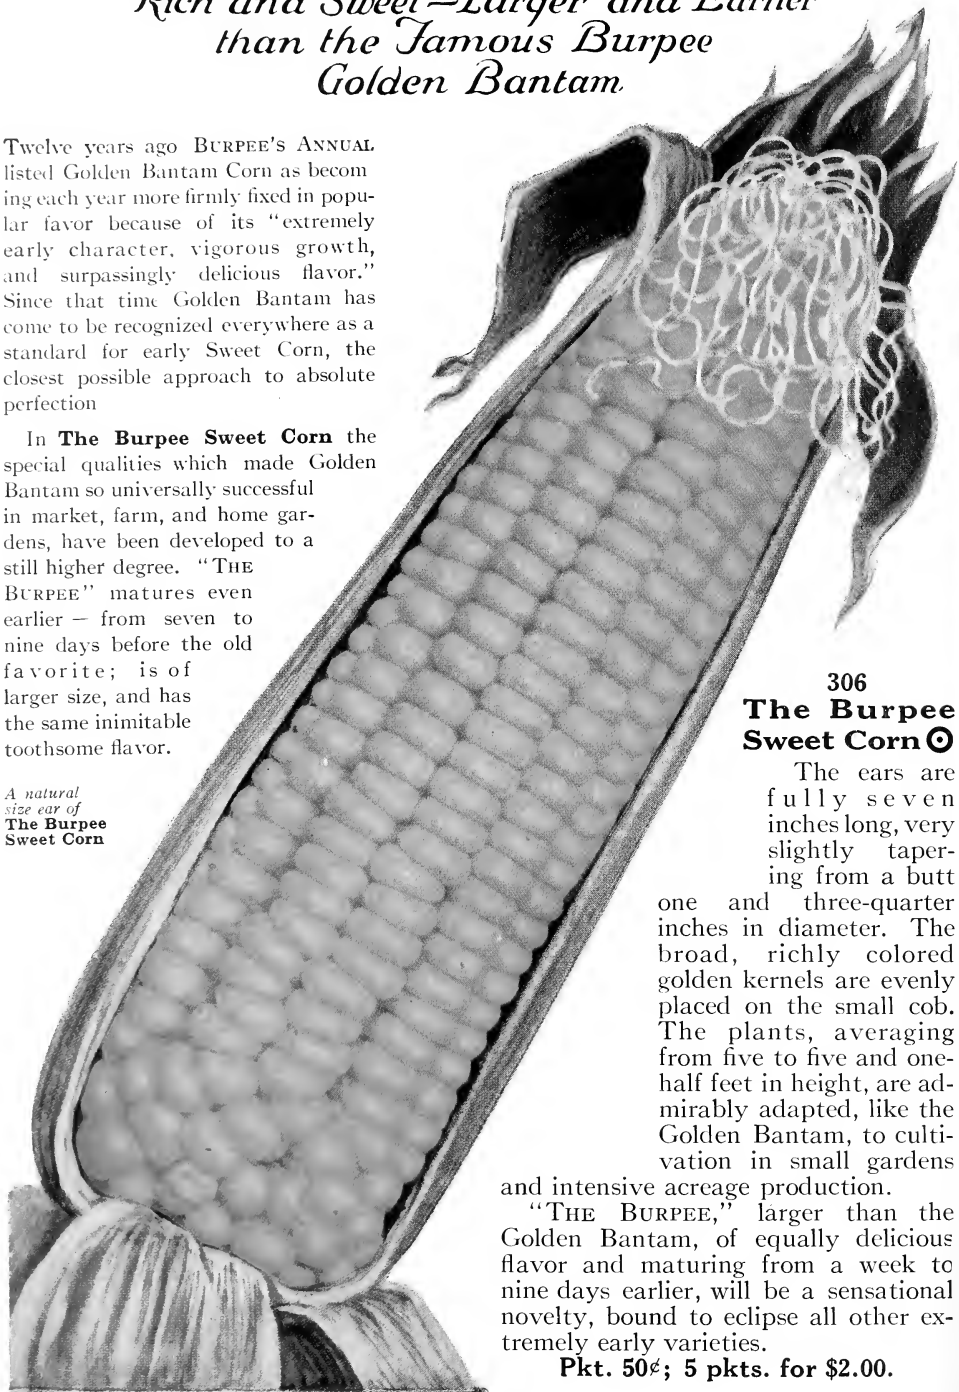 Rich and Sweet—Larger and Earlier
than the Famous Burpee
Golden Bantam
Twelve years ago BURPEE'S ANNUAL
listed Golden Bantam Corn as becom
ing each year more firmly fixed in popu-
lar favor because of its "extremely
early character, vigorous growth,
and surpassingly delicious flavor."
Since that time Golden Bantam has
come to be recognized everywhere as a
standard for early Sweet Corn, the
closest possible approach to absolute
perfection
In The Burpee Sweet Corn the
special qualities which made Golden
Bantam so universally successful
in market, farm, and home gar-
dens, have been developed to a
still higher degree. "THE
BURPEE" matures even
earlier — from seven to
nine days before the old
favorite; is of
larger size, and has
the same inimitable
toothsome flavor.
A natural
size ear of
The Burpee
Sweet Corn
306
The Burpee
Sweet Corn
The ears are
fully seven
inches long, very
slightly taper-
ing from a butt
one and three-quarter
inches in diameter. The
broad, richly colored
golden kernels are evenly
placed on the small cob.
The plants, averaging
from five to five and one-
half feet in height, are ad-
mirably adapted, like the
Golden Bantam, to culti-
vation in small gardens
and intensive acreage production.
"THE BURPEE," larger than the
Golden Bantam, of equally delicious
flavor and maturing from a week to
nine days earlier, will be a sensational
novelty, bound to eclipse all other ex-
tremely early varieties.
Pkt. 50¢; 5 pkts. for $2.00.